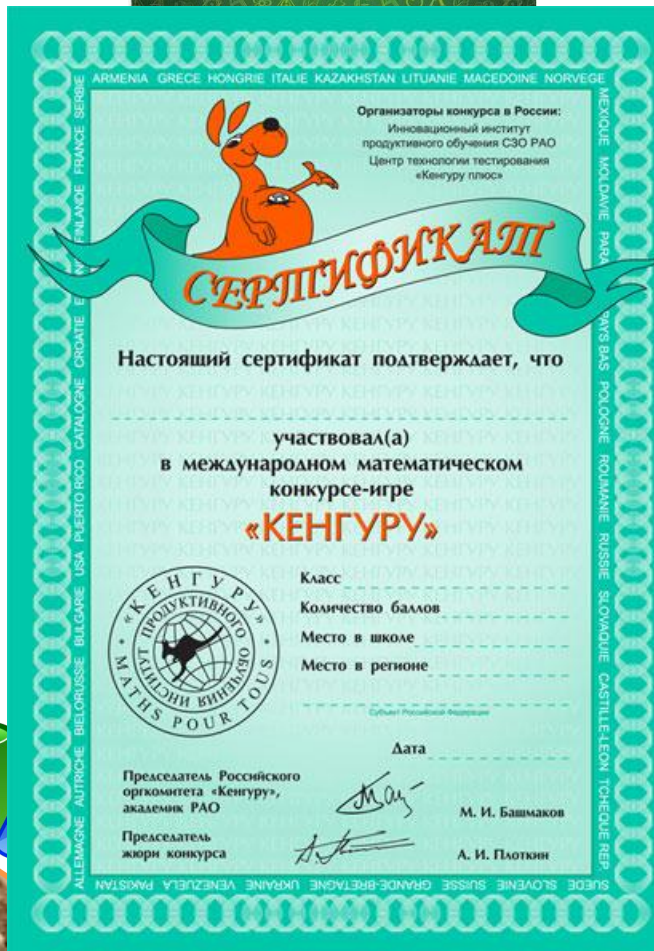 ARMENIA GRECE HONGRIE ITALIE KAZAKHSTAN LITUANIE MACEDOINE NORVEGE
Организаторы конкурса в России:
Инновационный институт
продуктивного обучения СЗО РАО
Центр технологии тестирования
«Кенгуру плюс»
СЕРТИФИКАТ
Настоящий сертификат подтверждает, что
участвовал(а)
в международном математическом
конкурсе-игре
«КЕНГУРУ»
Класс
Количество баллов
Место в школе
Место в регионе
Субъект Российской Федерации
Дата
«КЕНГУРУ»
MATHS POUR TOUS
ИНСТИТУТ ПРОДУКТИВНОГО ОБУЧЕНИЯ
Председатель Российского
оргкомитета «Кенгуру»,
академик РАО
М. И. Башмаков
Председатель
жюри конкурса
А. И. Плоткин
ALLEMAGNE AUTRICHE BIELORUSSIE BULGARIE USA PUERTO RICO CATALOGNE CROATIE
FINLANDE FRANCE SERBIE
MEXIQUE MOLDAVIE
PAYS BAS POLOGNE ROUMANIE RUSSIE SLOVAQUIE CASTILLE-LEON TCHEQUE REP.
SUEDE SLOVENIE SUISSE GRANDE-BRETAGNE UKRAINE VENEZUELA PAKISTAN